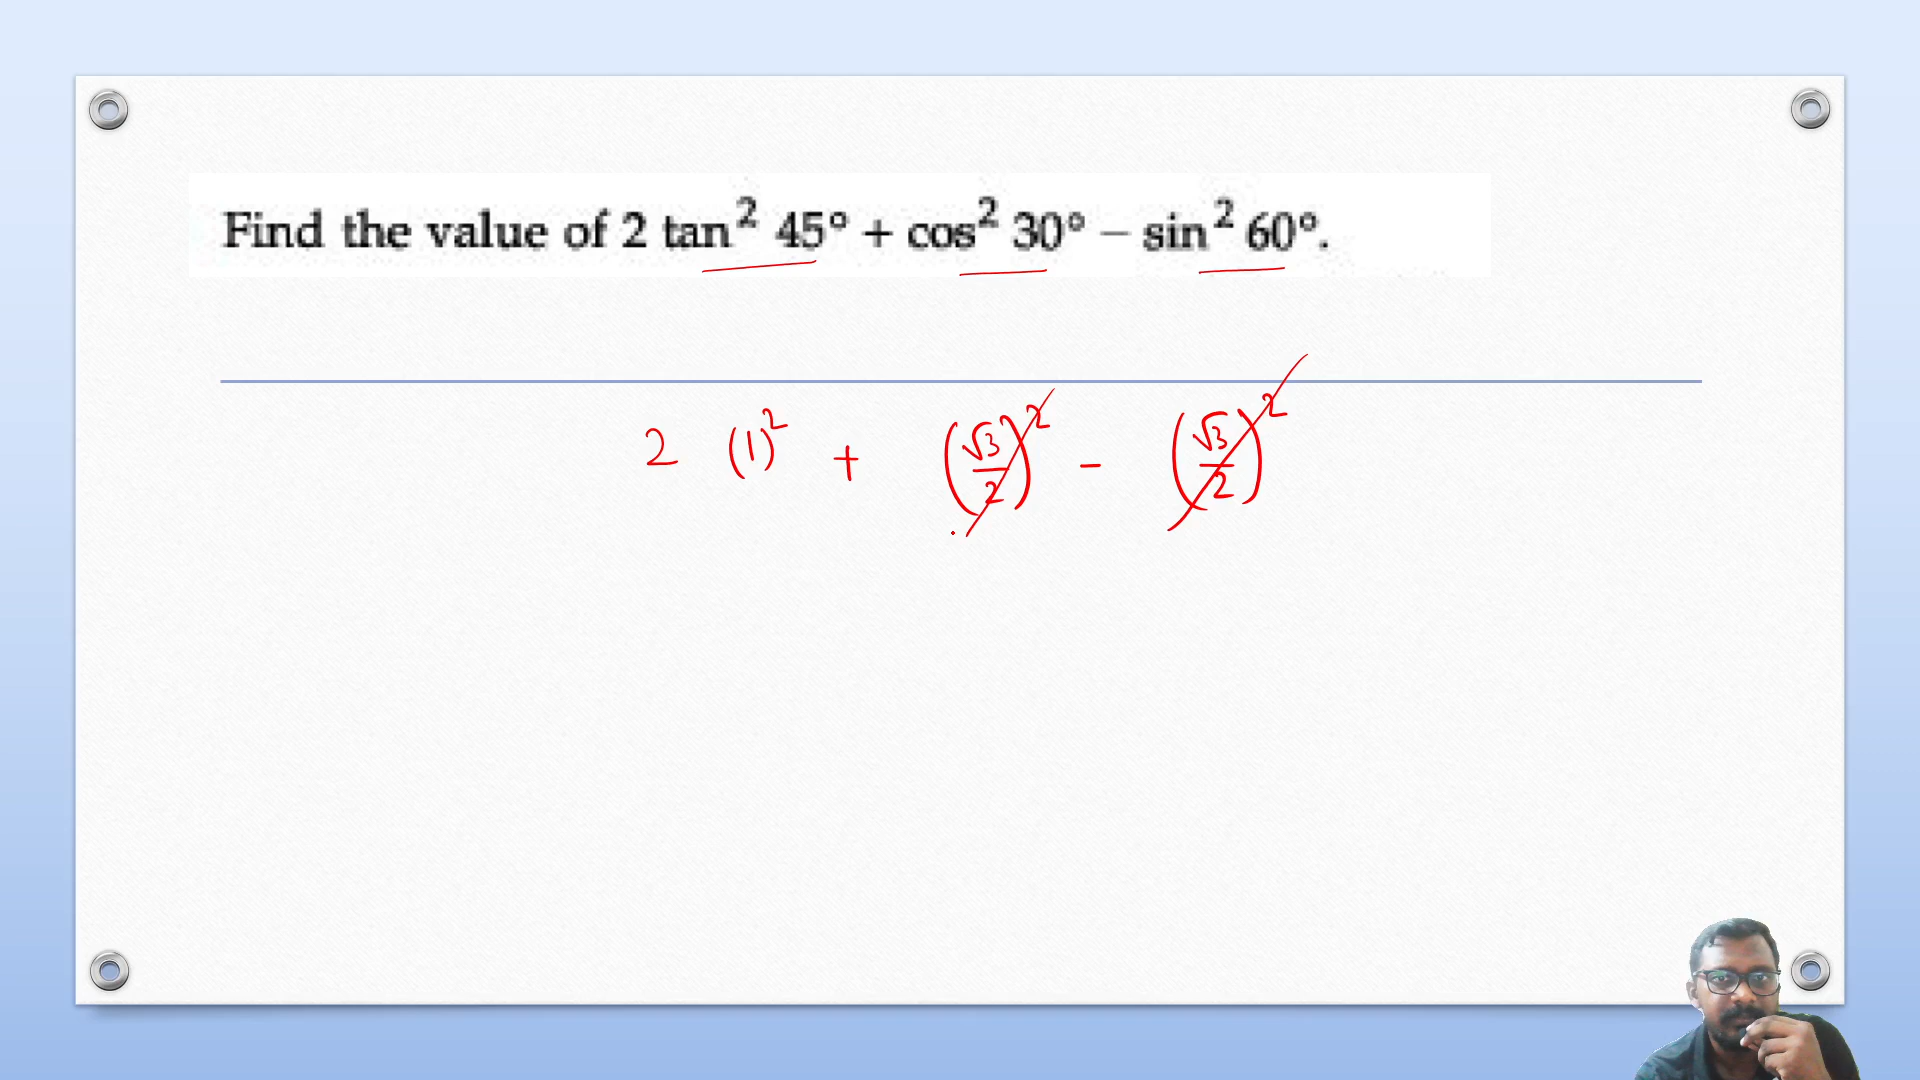 Find the value of 2 tan² 45° + cos² 30° – sin² 60°.
2 (1)² + (√3/2)² - (√3/2)²